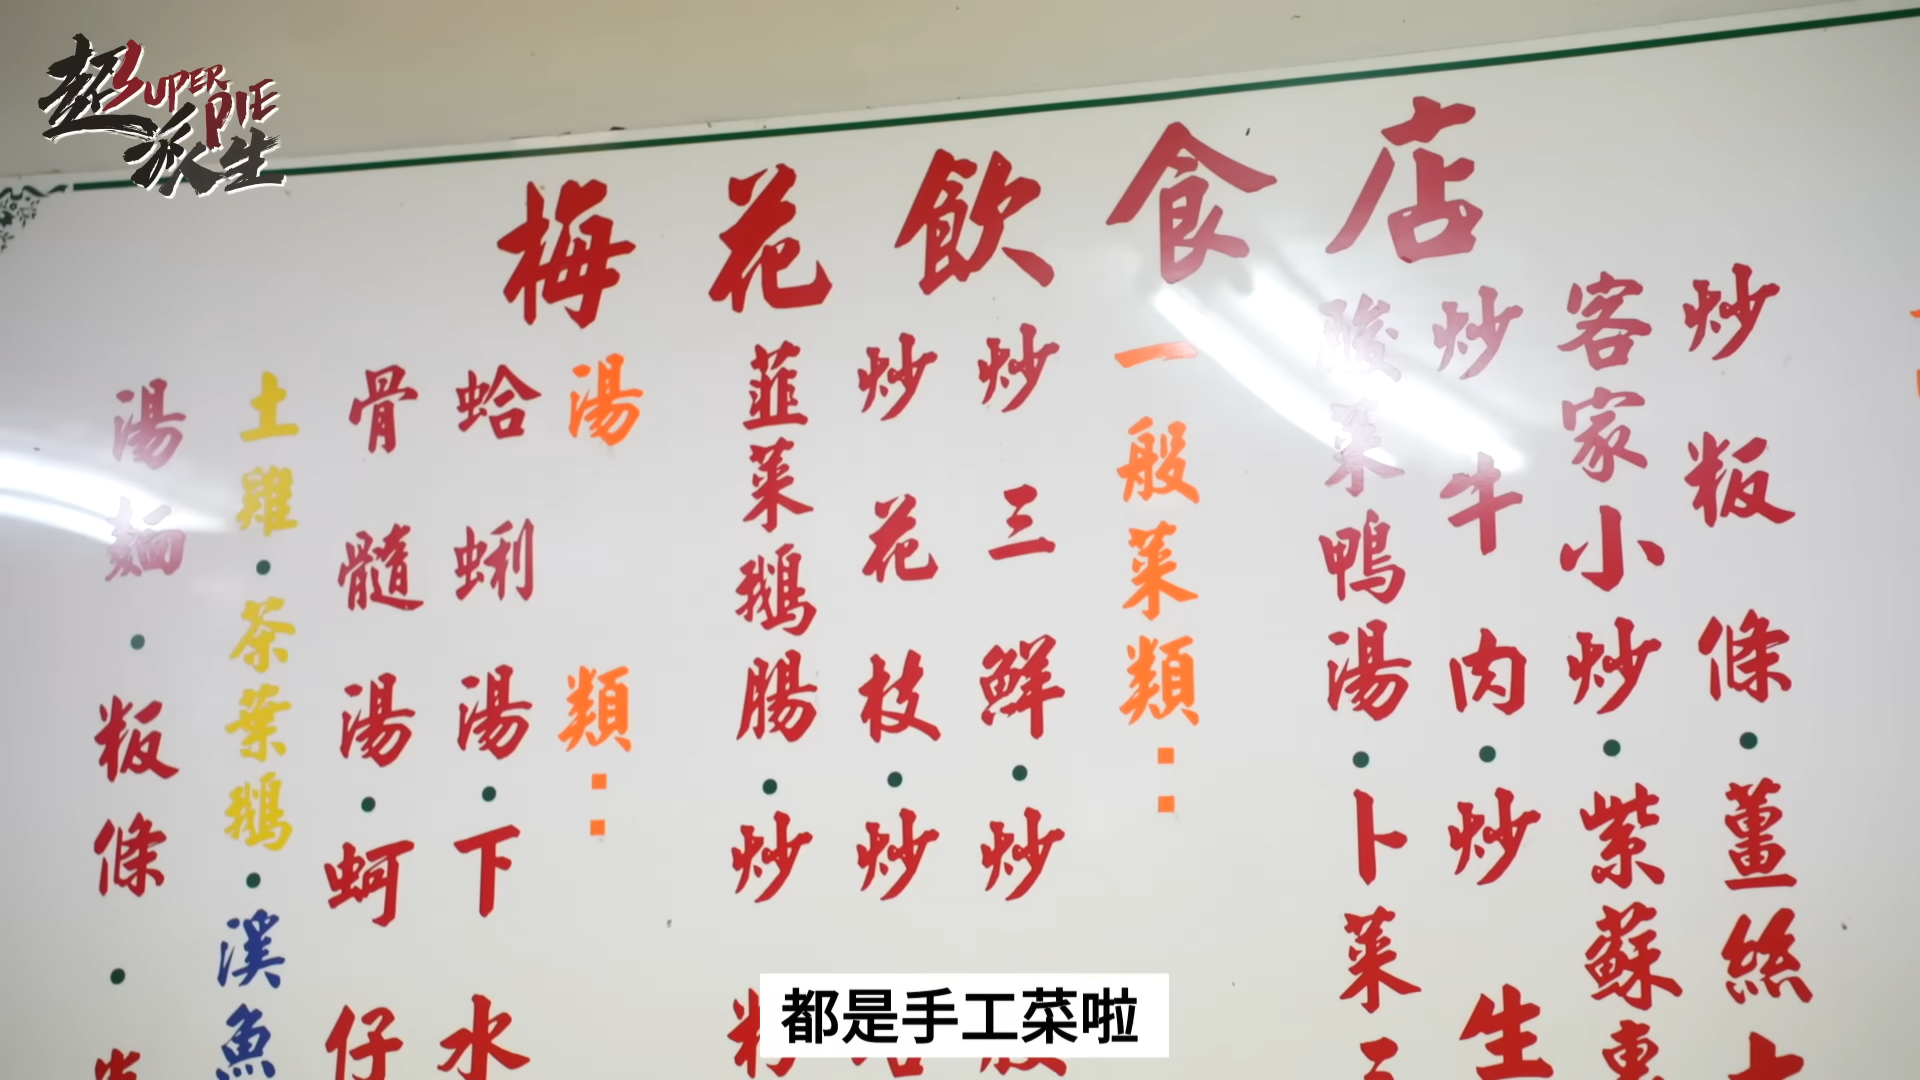 超派生
SUPER PIE
梅花飲食店
炒粄條・薑絲大
客家小炒・紫蘇
炒牛肉・炒生
酸菜鴨湯・卜菜
一般菜類：
炒三鮮・炒
炒花枝・炒
韮菜鵝腸・炒
湯類：
蛤蜊湯・下水
骨髓湯・蚵仔
土雞・茶葉鵝・溪魚
湯麵・粄條・
都是手工菜啦